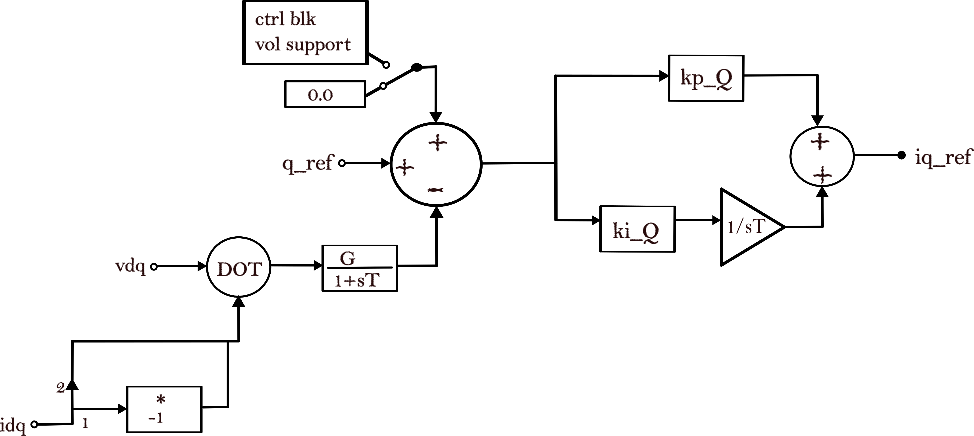 ctrl blk
vol support
0.0
kp_Q
+
q_ref
+
-
+
+
iq_ref
ki_Q
1/sT
vdq
DOT
G
1+sT
2
*
-1
idq
1